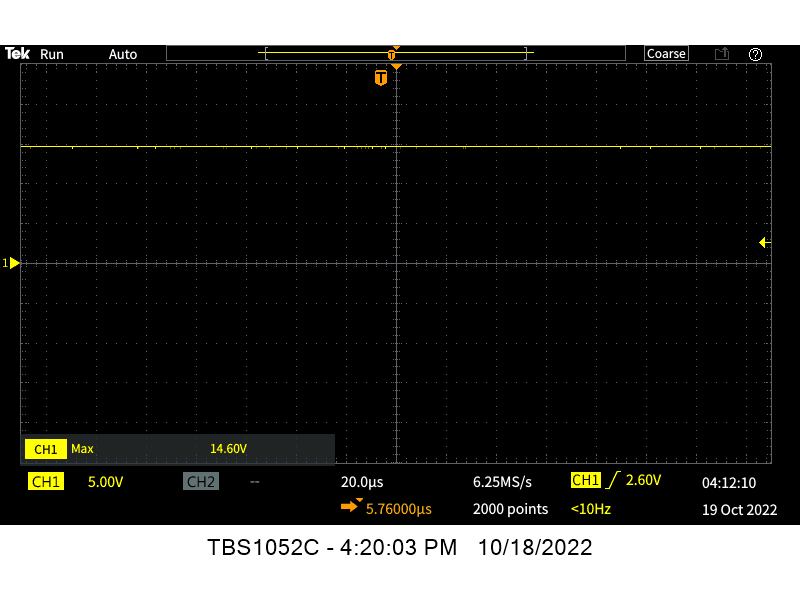 Tek Run Auto T Coarse ?
T
1
CH1 Max 14.60V
CH1 5.00V CH2 -- 20.0µs 6.25MS/s CH1 2.60V 04:12:10
5.76000µs 2000 points <10Hz 19 Oct 2022
TBS1052C - 4:20:03 PM 10/18/2022